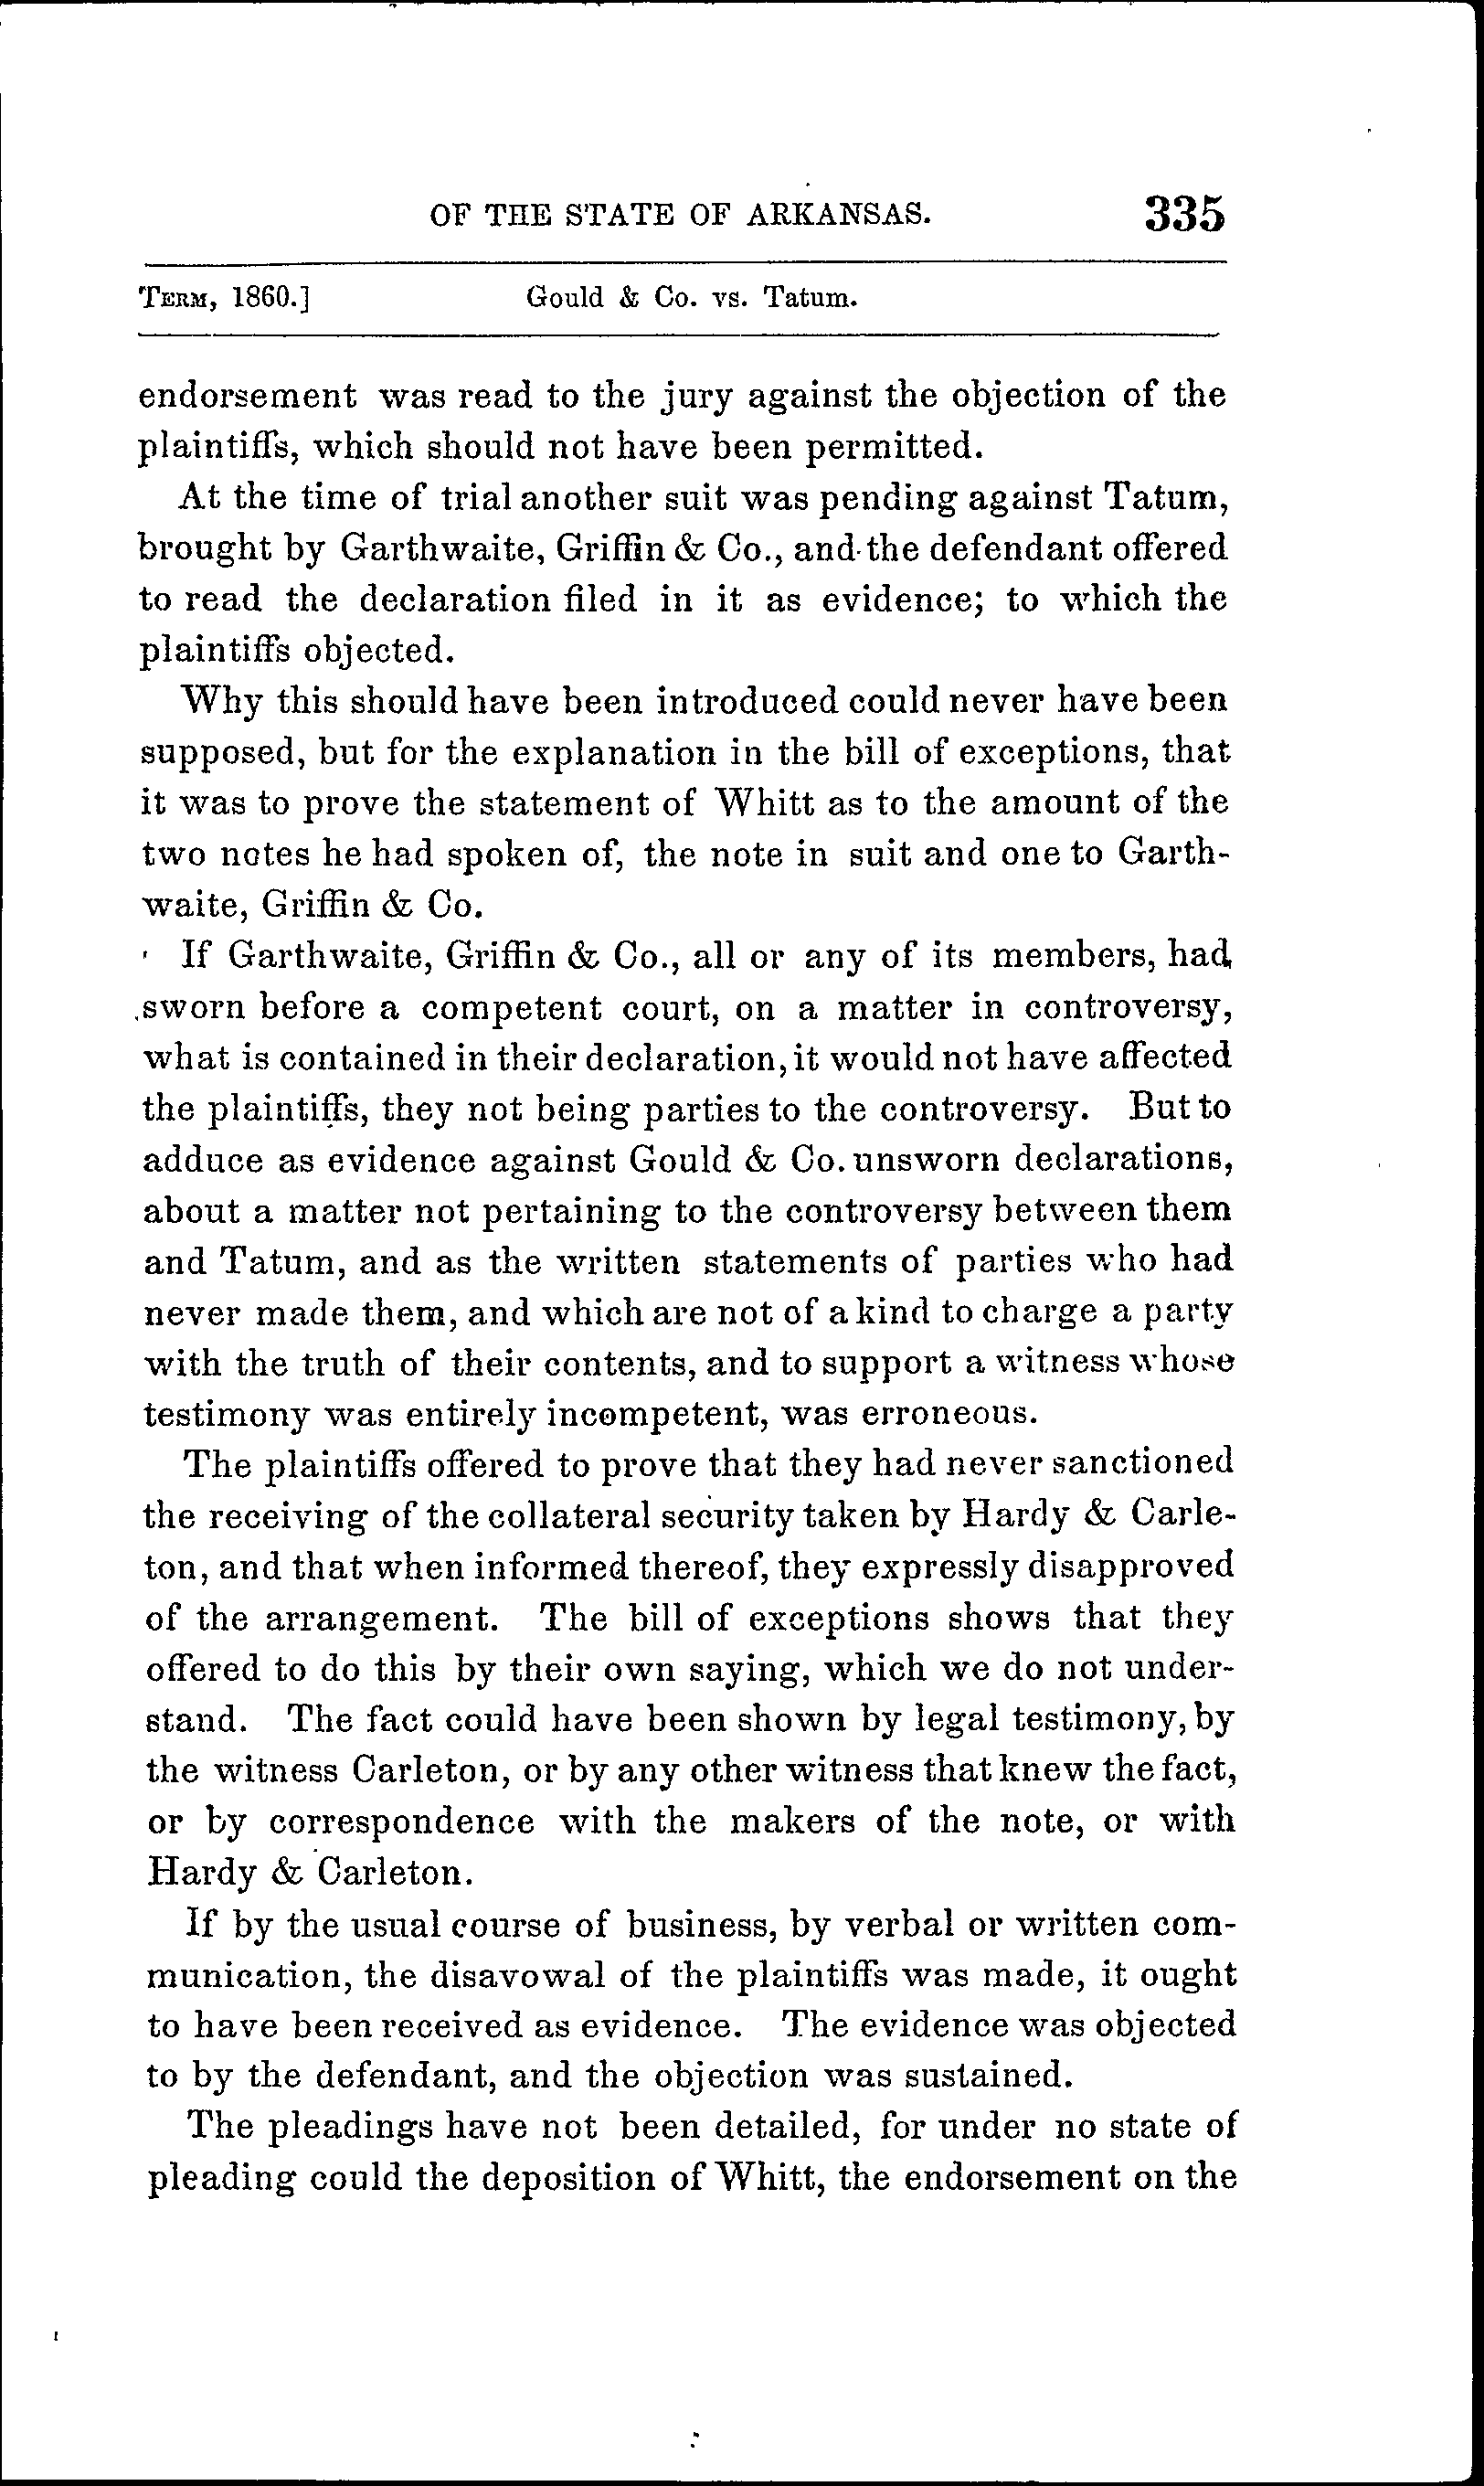 OF THE STATE OF ARKANSAS. 335
TERM, 1860.] Gould & Co. vs. Tatum.
endorsement was read to the jury against the objection of the
plaintiffs, which should not have been permitted.
At the time of trial another suit was pending against Tatum,
brought by Garthwaite, Griffin & Co., and the defendant offered
to read the declaration filed in it as evidence; to which the
plaintiffs objected.
Why this should have been introduced could never have been
supposed, but for the explanation in the bill of exceptions, that
it was to prove the statement of Whitt as to the amount of the
two notes he had spoken of, the note in suit and one to Garth-
waite, Griffin & Co.
If Garthwaite, Griffin & Co., all or any of its members, had
sworn before a competent court, on a matter in controversy,
what is contained in their declaration, it would not have affected
the plaintiffs, they not being parties to the controversy. But to
adduce as evidence against Gould & Co. unsworn declarations,
about a matter not pertaining to the controversy between them
and Tatum, and as the written statements of parties who had
never made them, and which are not of a kind to charge a party
with the truth of their contents, and to support a witness whose
testimony was entirely incompetent, was erroneous.
The plaintiffs offered to prove that they had never sanctioned
the receiving of the collateral security taken by Hardy & Carle-
ton, and that when informed thereof, they expressly disapproved
of the arrangement. The bill of exceptions shows that they
offered to do this by their own saying, which we do not under-
stand. The fact could have been shown by legal testimony, by
the witness Carleton, or by any other witness that knew the fact,
or by correspondence with the makers of the note, or with
Hardy & Carleton.
If by the usual course of business, by verbal or written com-
munication, the disavowal of the plaintiffs was made, it ought
to have been received as evidence. The evidence was objected
to by the defendant, and the objection was sustained.
The pleadings have not been detailed, for under no state of
pleading could the deposition of Whitt, the endorsement on the